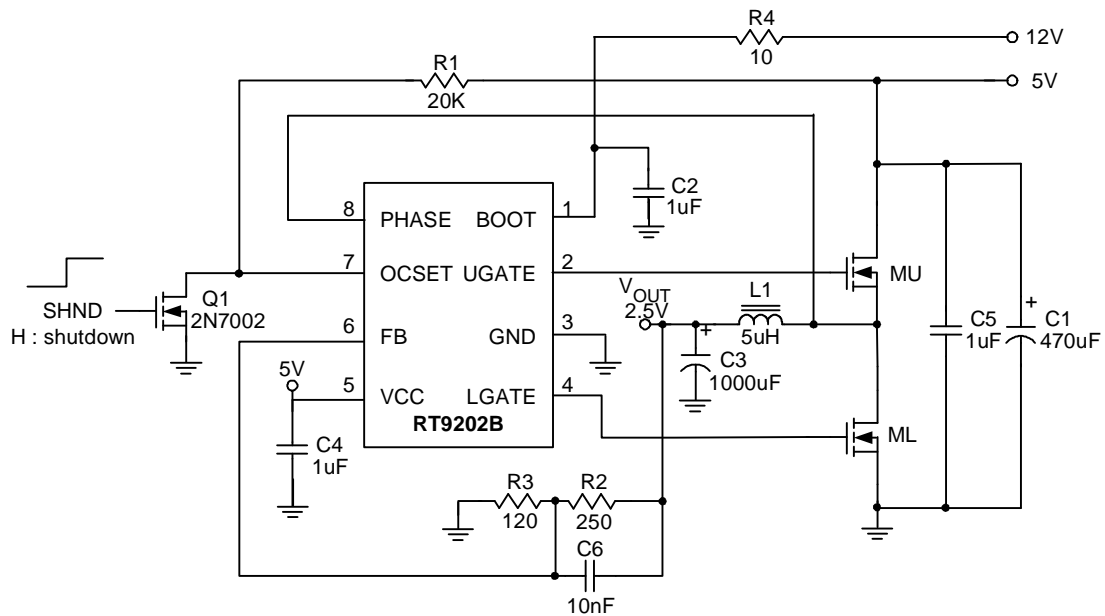 R4
10
12V
R1
20K
5V
C2
1uF
8 PHASE BOOT 1
7 OCSET UGATE 2
6 FB GND 3
5 VCC LGATE 4
RT9202B
SHND
H : shutdown
Q1
2N7002
MU
VOUT
2.5V
L1
5uH
C3
1000uF
+
C5
1uF
+
C1
470uF
ML
5V
C4
1uF
R3
120
R2
250
C6
10nF